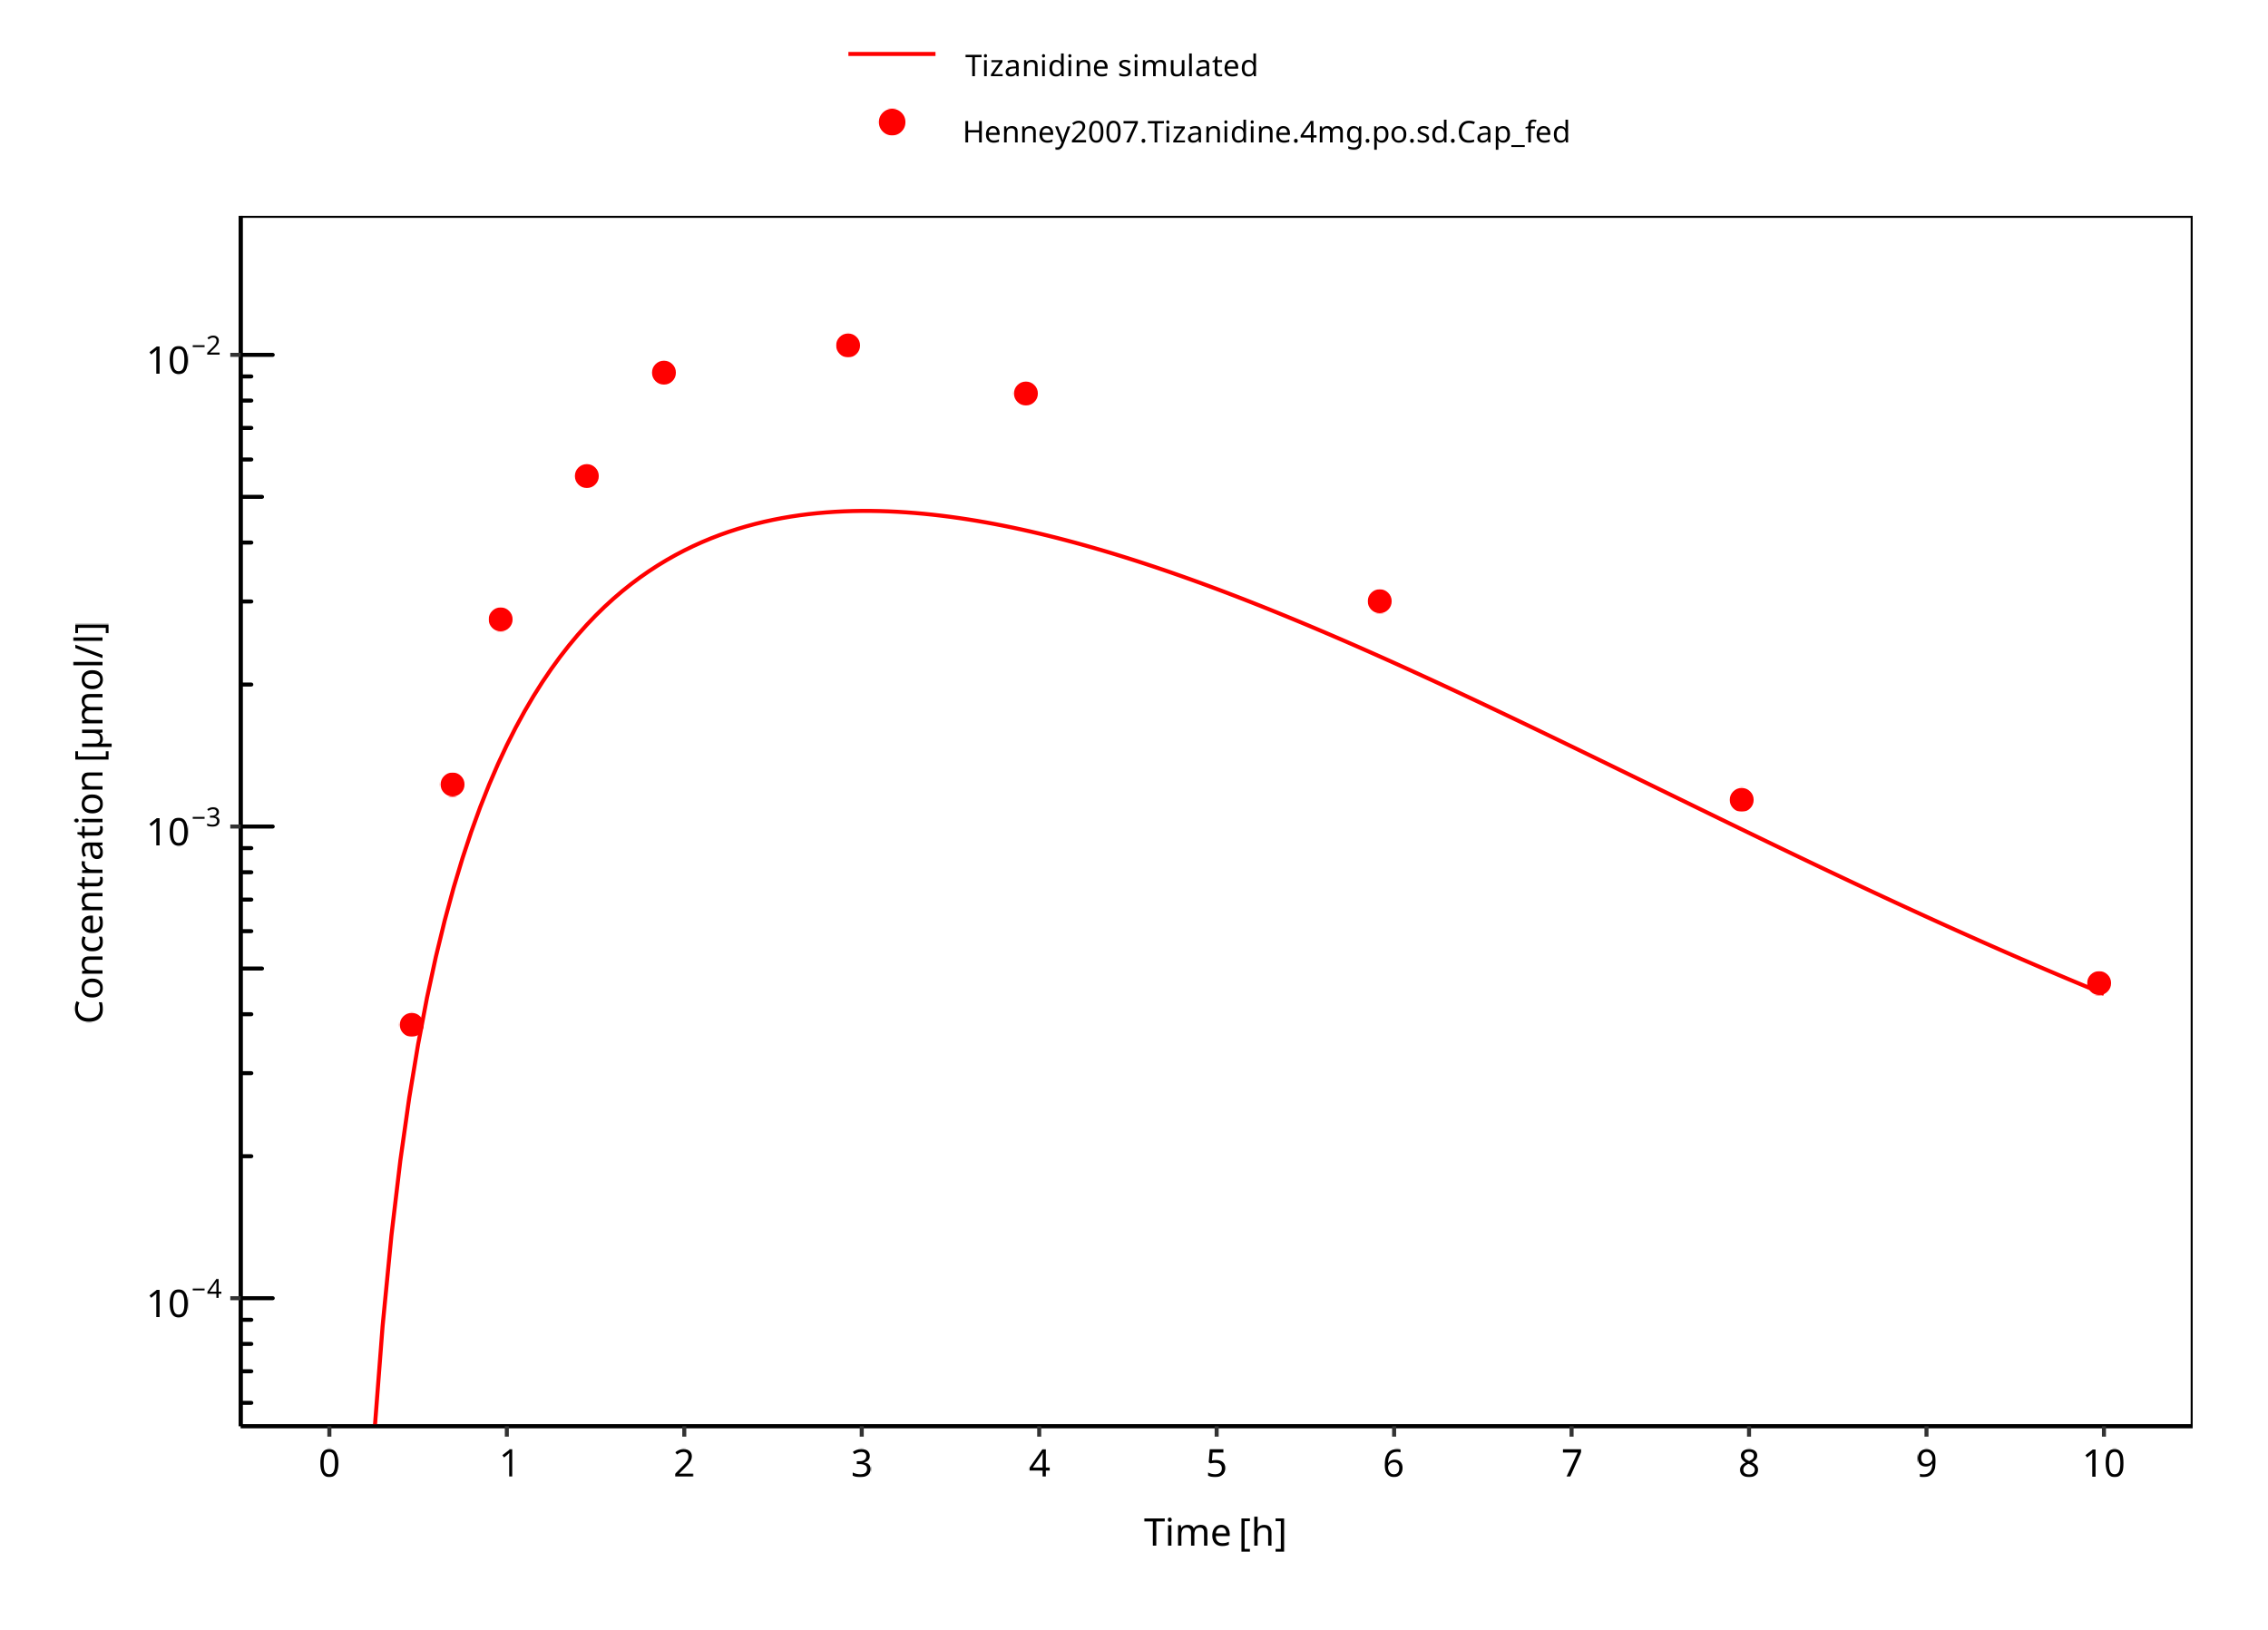 Tizanidine simulated
Henney2007.Tizanidine.4mg.po.sd.Cap_fed
Concentration [µmol/l]
10−2
10−3
10−4
0 1 2 3 4 5 6 7 8 9 10
Time [h]